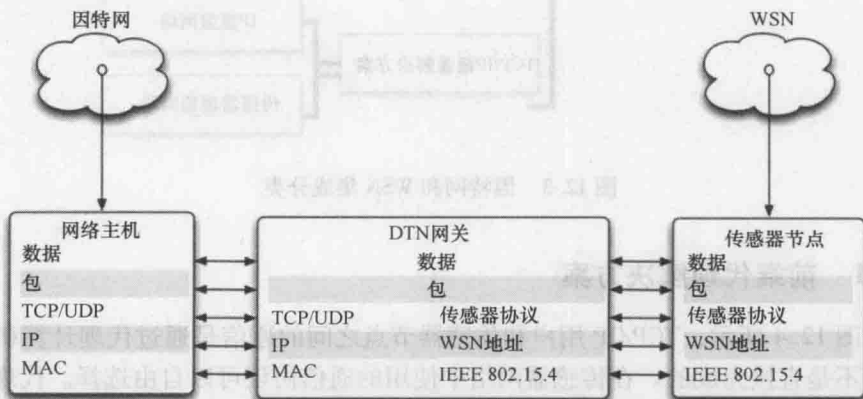 因特网
WSN
网络主机
数据
包
TCP/UDP
IP
MAC
DTN网关
数据
包
TCP/UDP 传感器协议
IP WSN地址
MAC IEEE 802.15.4
传感器节点
数据
包
传感器协议
WSN地址
IEEE 802.15.4